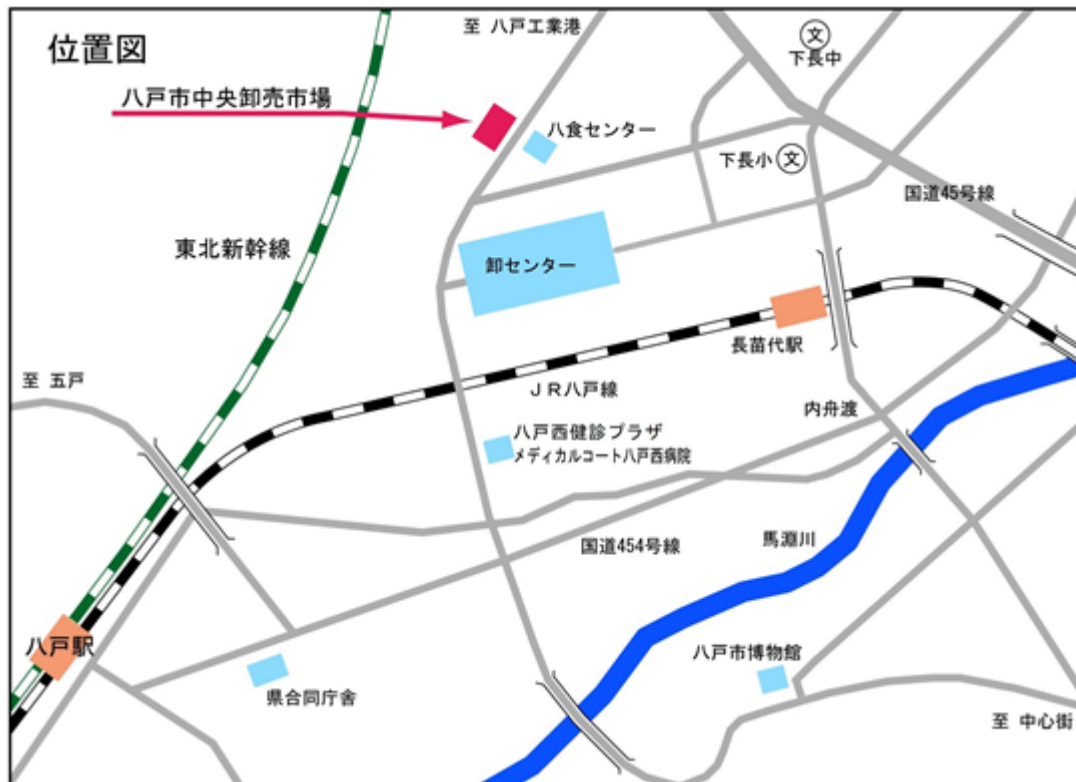 位置図
至 八戸工業港
文
下長中
八戸市中央卸売市場
八食センター
下長小 文
国道45号線
東北新幹線
卸センター
長苗代駅
至 五戸
JR八戸線
内舟渡
八戸西健診プラザ
メディカルコート八戸西病院
国道454号線
馬淵川
八戸駅
八戸市博物館
県合同庁舎
至 中心街